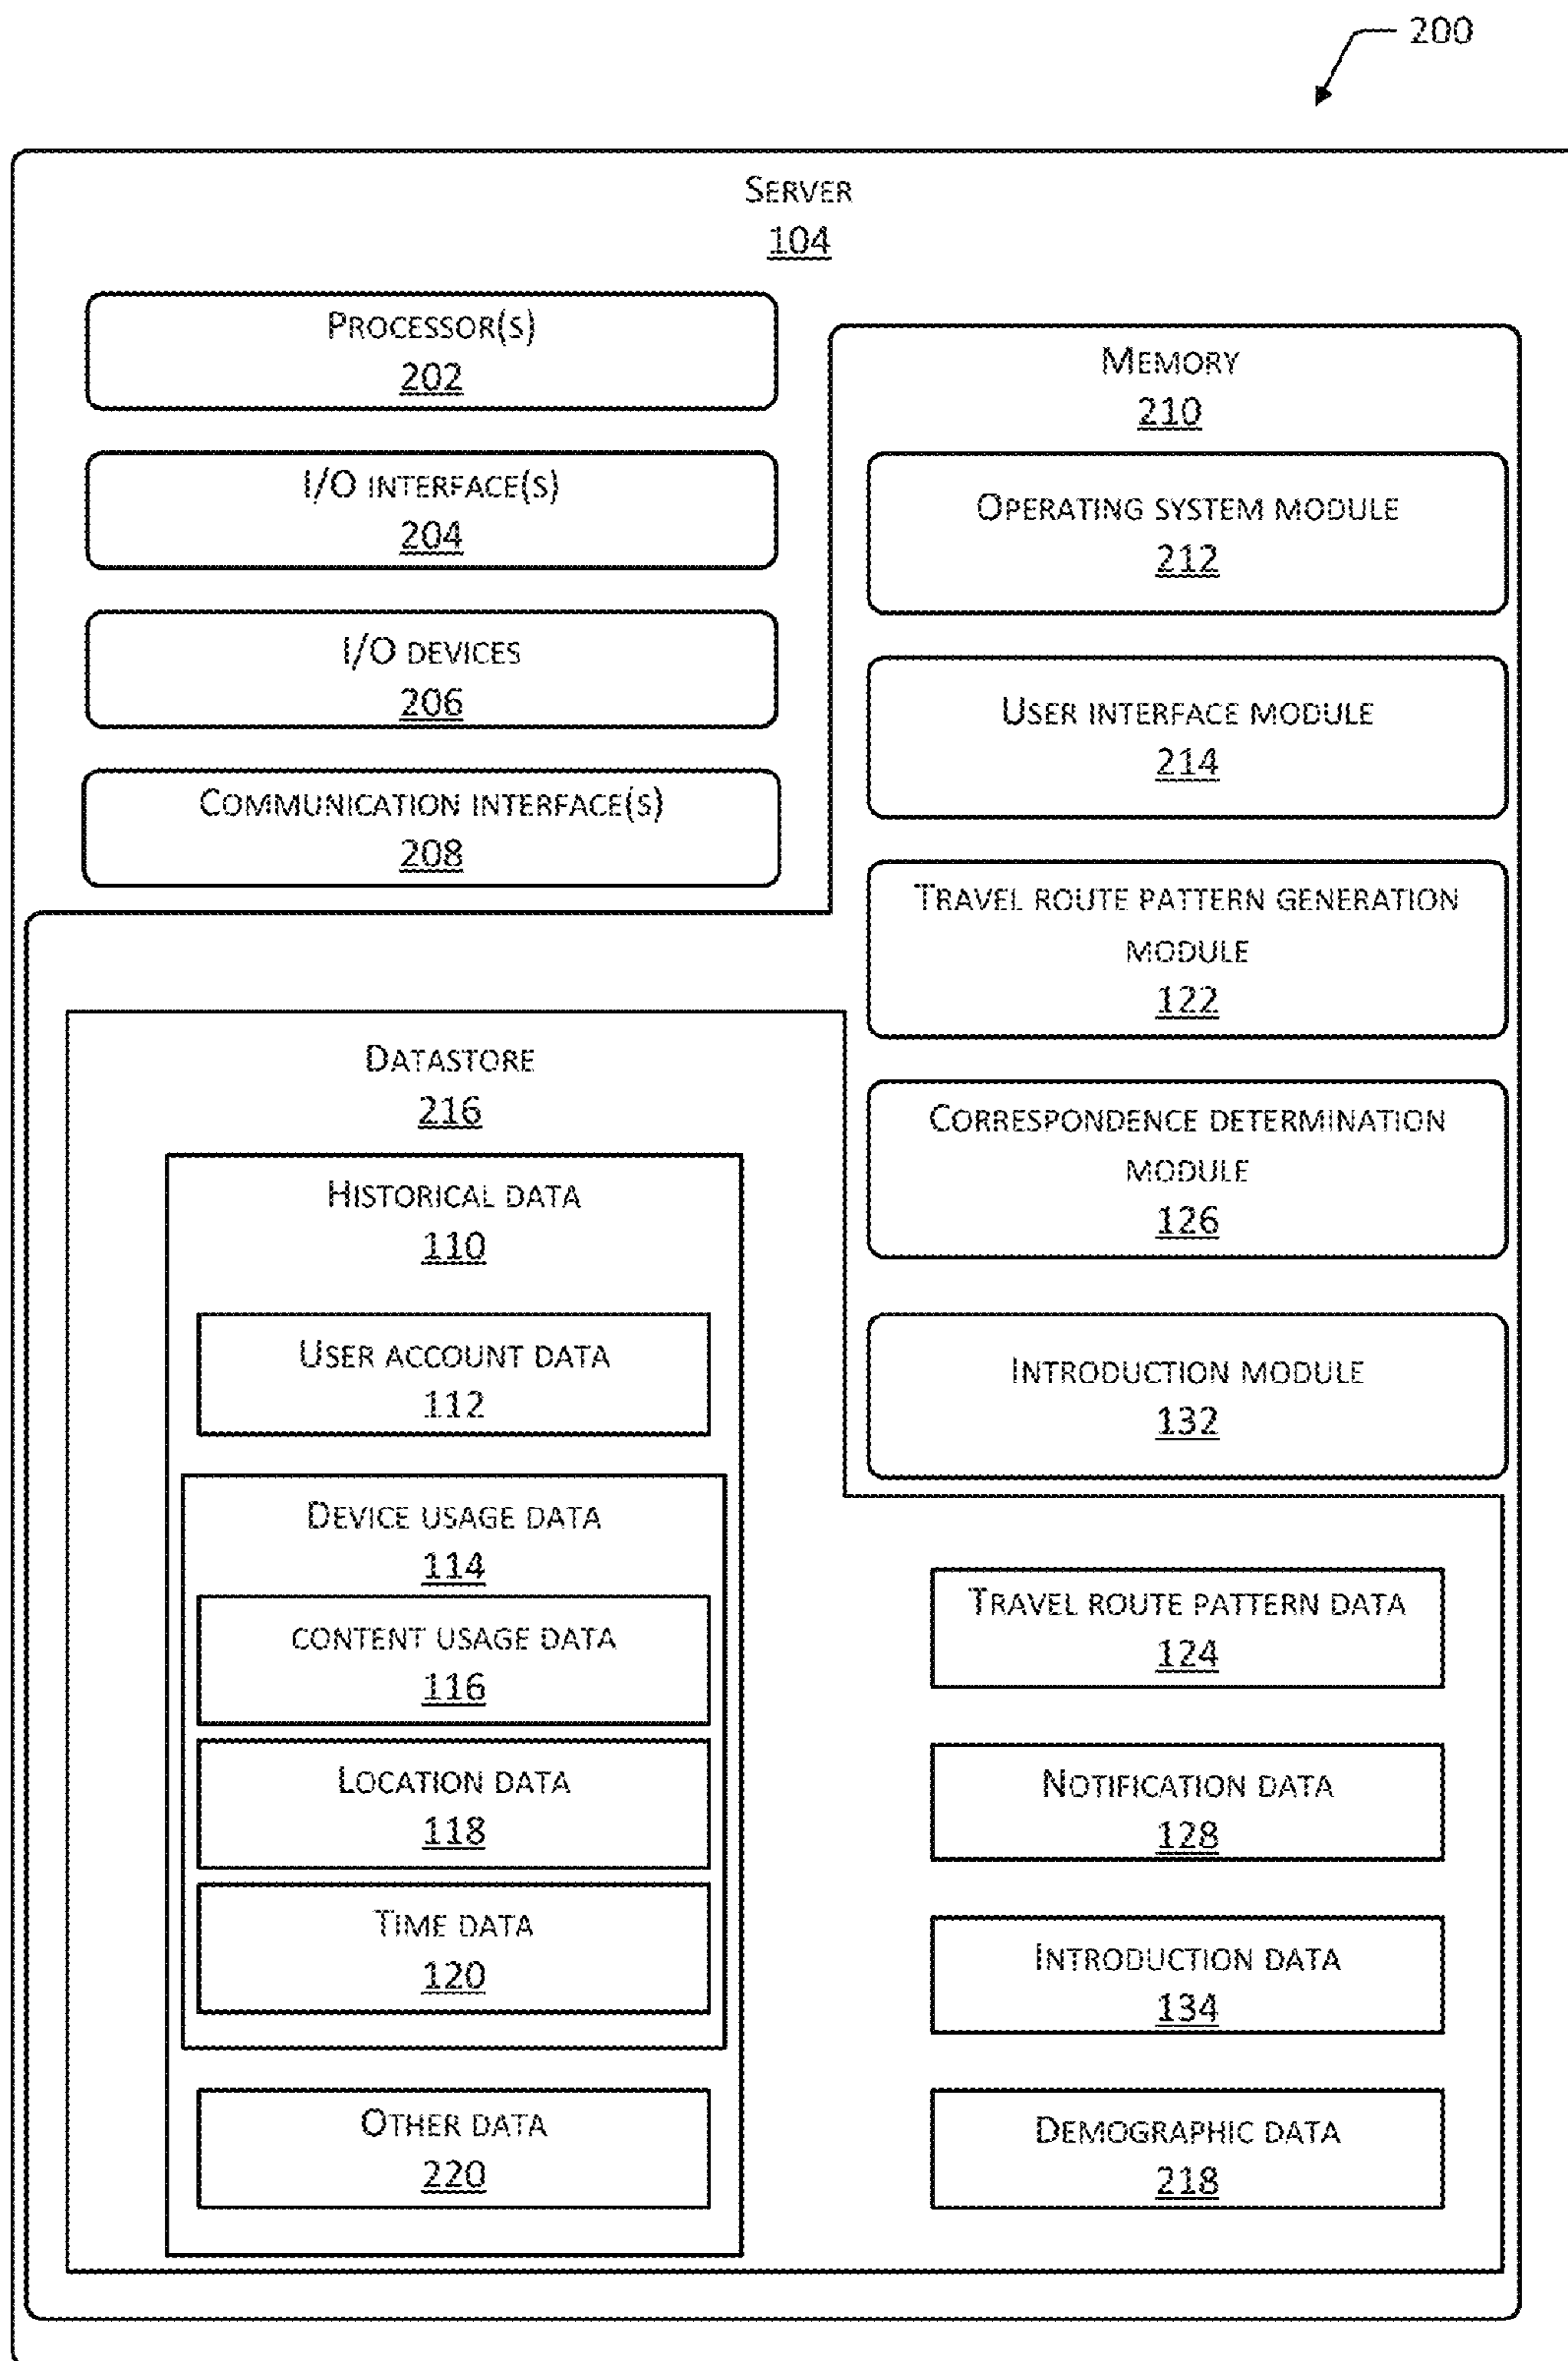 200
SERVER
104
PROCESSOR(S)
202
I/O INTERFACE(S)
204
I/O DEVICES
206
COMMUNICATION INTERFACE(S)
208
MEMORY
210
OPERATING SYSTEM MODULE
212
USER INTERFACE MODULE
214
TRAVEL ROUTE PATTERN GENERATION
MODULE
122
CORRESPONDENCE DETERMINATION
MODULE
126
INTRODUCTION MODULE
132
DATASTORE
216
HISTORICAL DATA
110
USER ACCOUNT DATA
112
DEVICE USAGE DATA
114
CONTENT USAGE DATA
116
LOCATION DATA
118
TIME DATA
120
OTHER DATA
220
TRAVEL ROUTE PATTERN DATA
124
NOTIFICATION DATA
128
INTRODUCTION DATA
134
DEMOGRAPHIC DATA
218